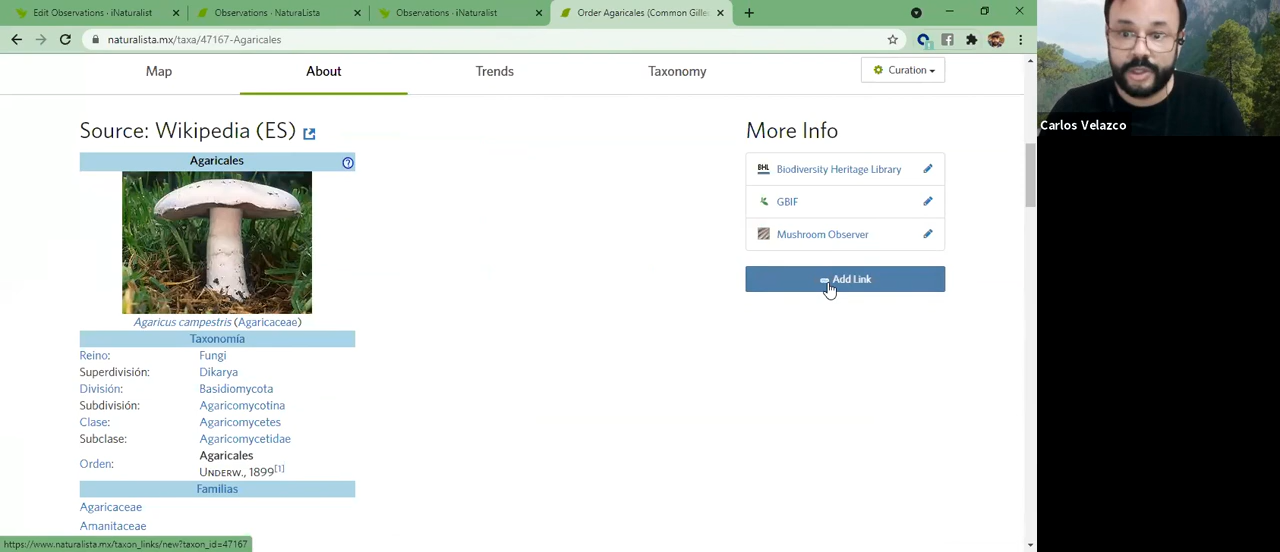 Edit Observations · iNaturalist
Observations · NaturaLista
Observations · iNaturalist
Order Agaricales (Common Gille
naturalista.mx/taxa/47167-Agaricales
Map
About
Trends
Taxonomy
Curation
Carlos Velazco
Source: Wikipedia (ES)
More Info
Agaricales
BHL Biodiversity Heritage Library
GBIF
Mushroom Observer
Add Link
Agaricus campestris (Agaricaceae)
Taxonomía
Reino: Fungi
Superdivisión: Dikarya
División: Basidiomycota
Subdivisión: Agaricomycotina
Clase: Agaricomycetes
Subclase: Agaricomycetidae
Orden: Agaricales
Underw., 1899[1]
Familias
Agaricaceae
Amanitaceae
https://www.naturalista.mx/taxon_links/new?taxon_id=47167